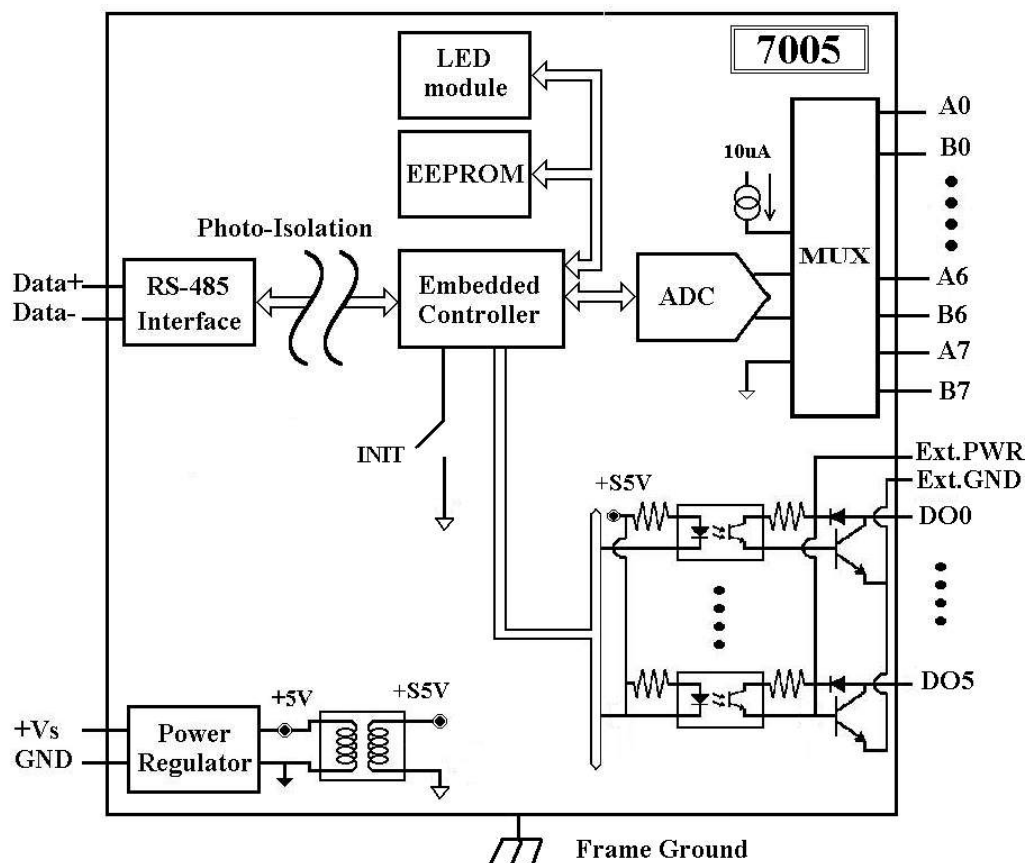 7005
LED
module
EEPROM
10uA
A0
B0
MUX
A6
B6
A7
B7
Photo-Isolation
Data+
Data-
RS-485
Interface
Embedded
Controller
ADC
INIT
Ext.PWR
Ext.GND
+S5V
DO0
DO5
+5V
+S5V
+Vs
GND
Power
Regulator
Frame Ground